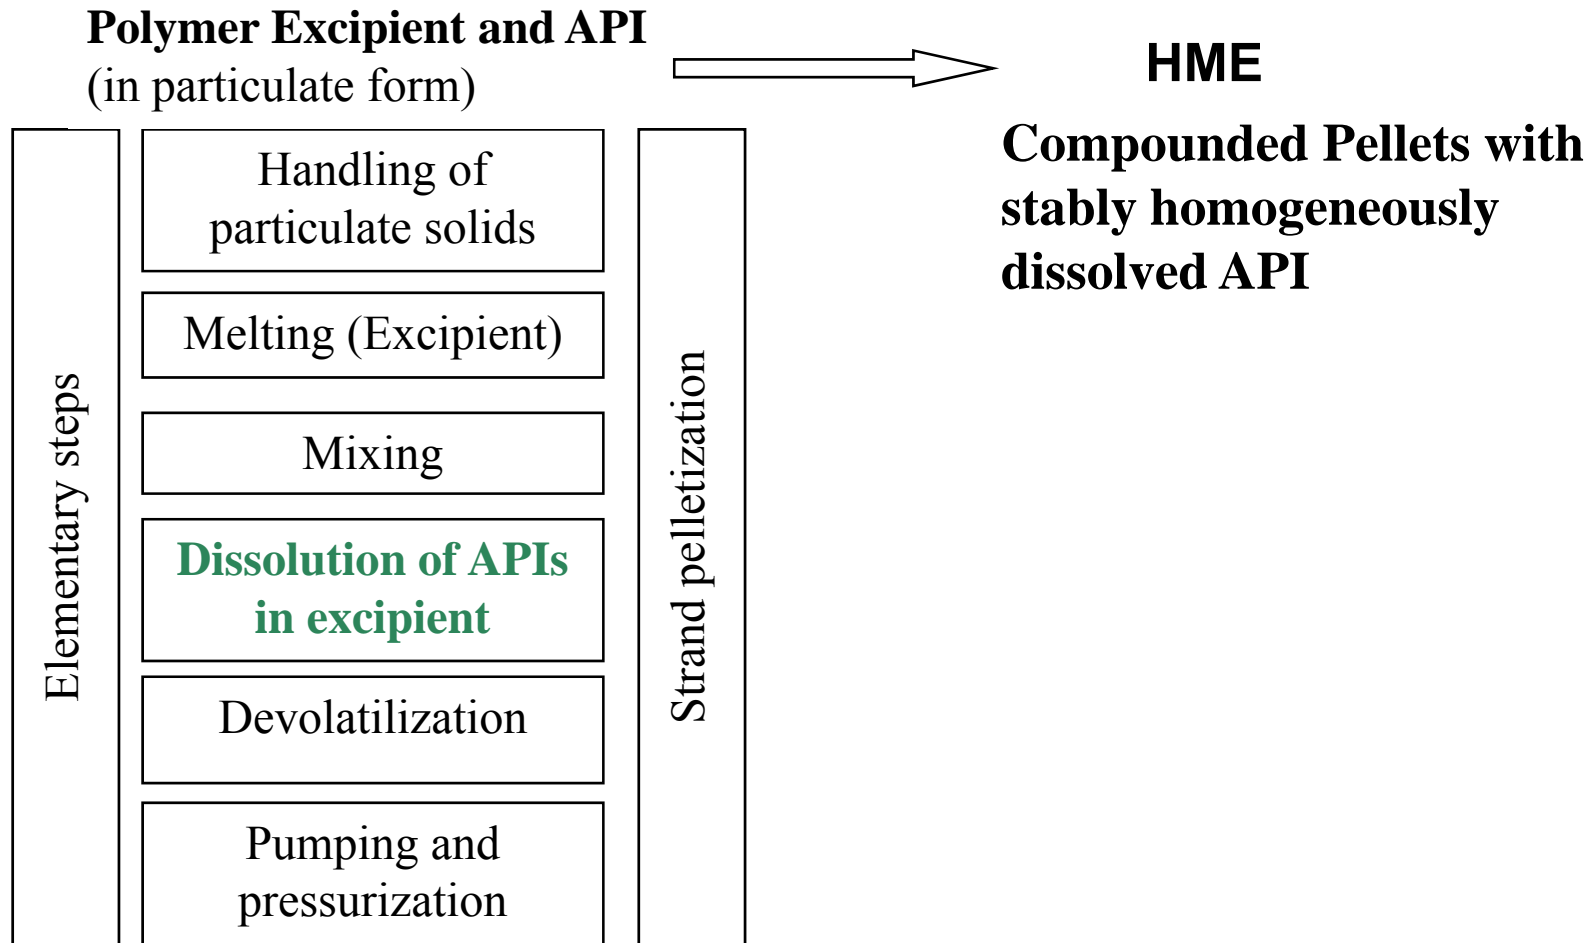 Polymer Excipient and API
(in particulate form)
HME
Compounded Pellets with
stably homogeneously
dissolved API
Elementary steps
Handling of
particulate solids
Melting (Excipient)
Mixing
Dissolution of APIs
in excipient
Devolatilization
Pumping and
pressurization
Strand pelletization